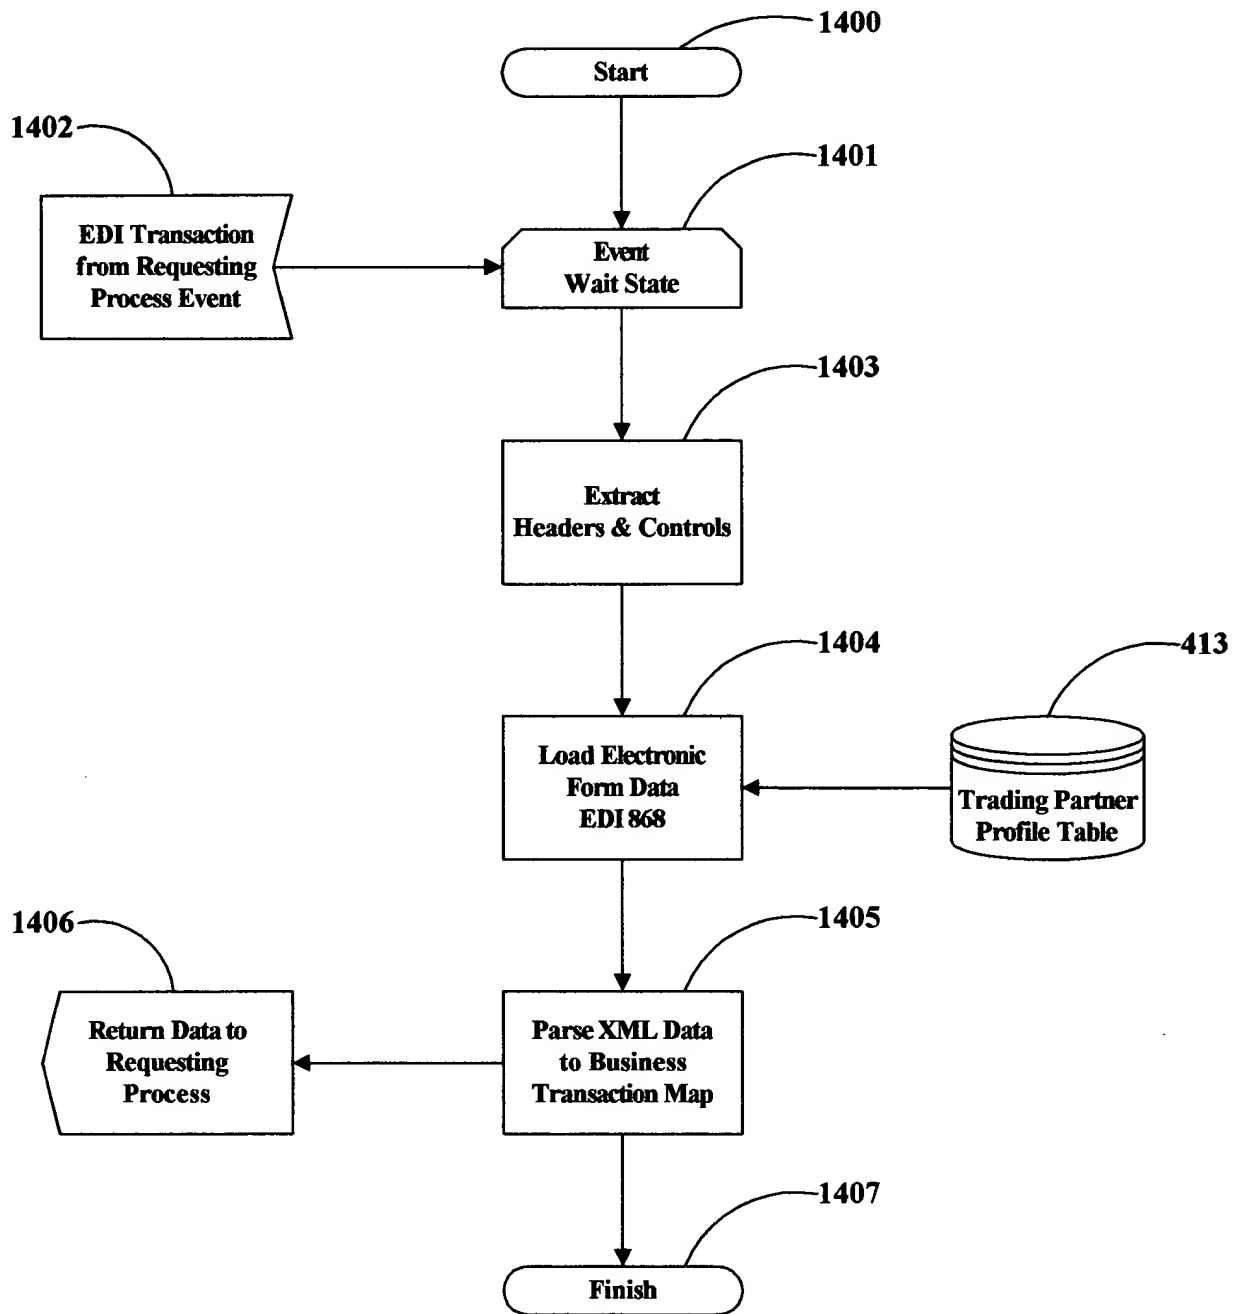 1400
Start
1402
1401
EDI Transaction
from Requesting
Process Event
Event
Wait State
1403
Extract
Headers & Controls
1404
413
Load Electronic
Form Data
EDI 868
Trading Partner
Profile Table
1406
1405
Return Data to
Requesting
Process
Parse XML Data
to Business
Transaction Map
1407
Finish